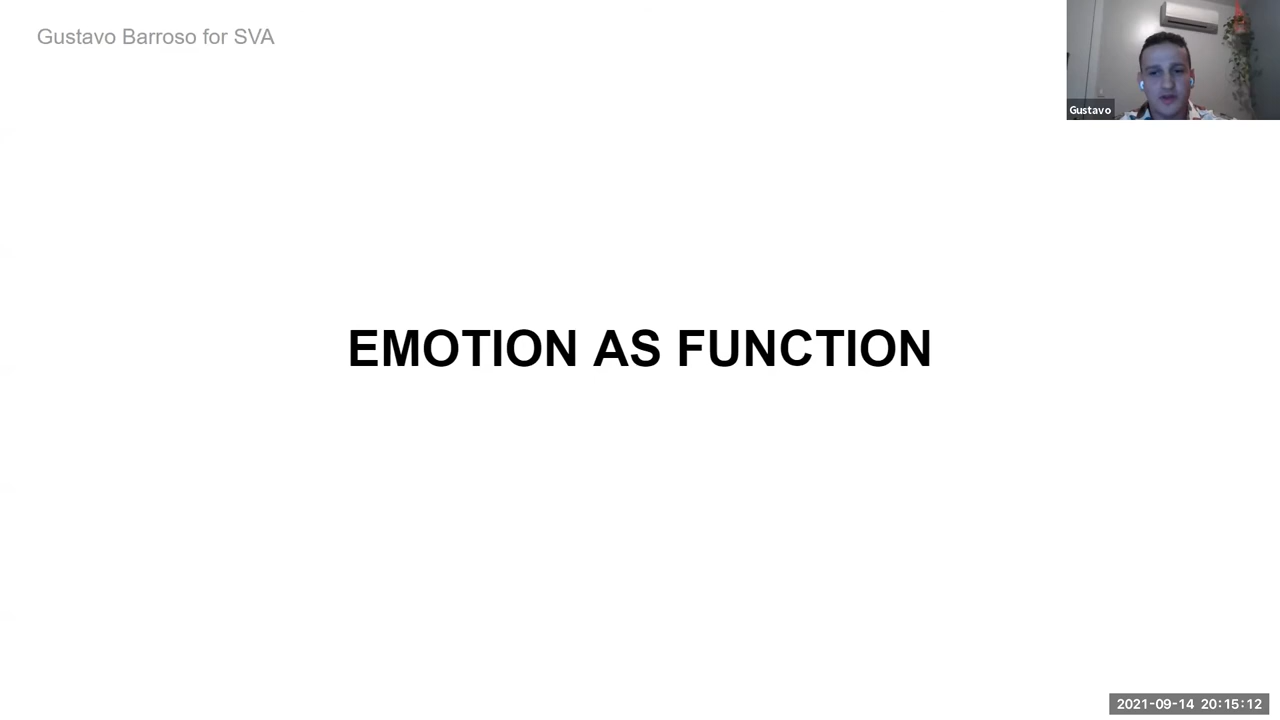 Gustavo Barroso for SVA
Gustavo
EMOTION AS FUNCTION
2021-09-14 20:15:12